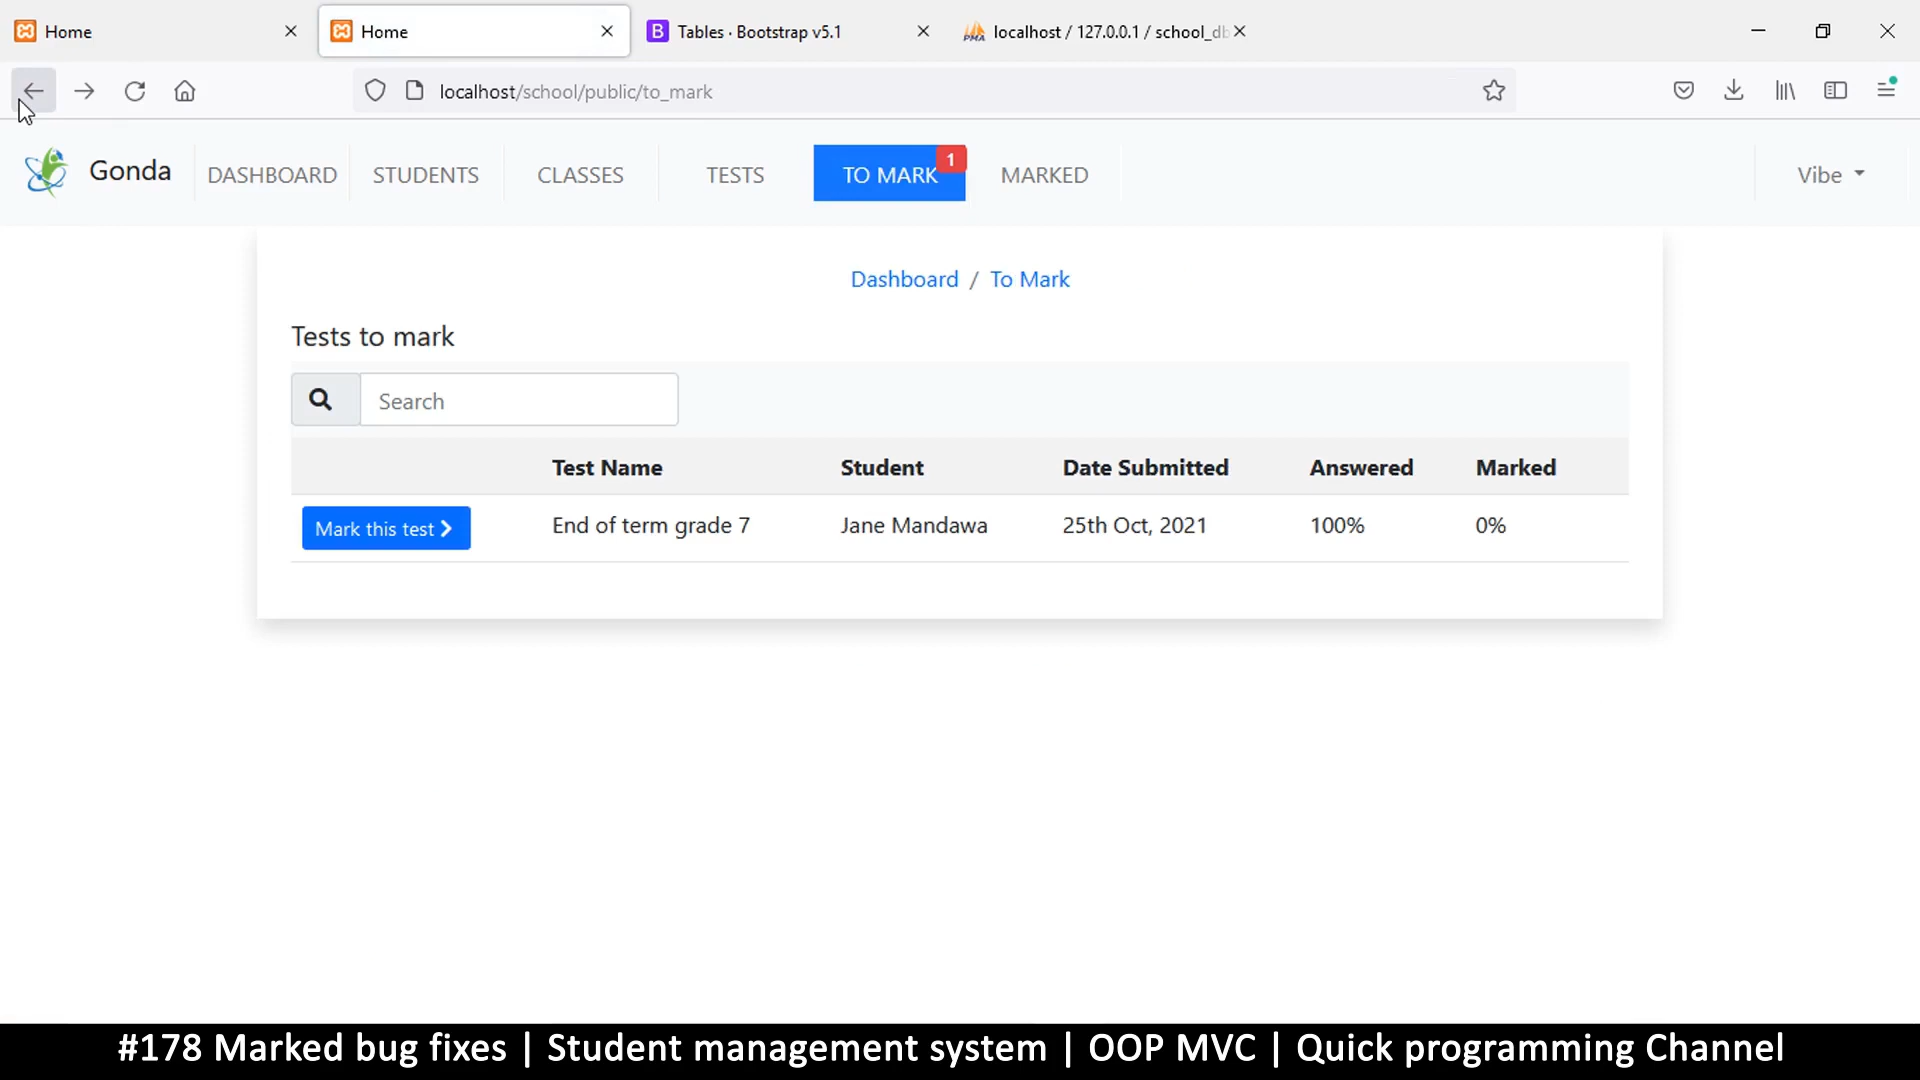 Home
Home
B Tables · Bootstrap v5.1
PMA localhost / 127.0.0.1 / school_db
localhost/school/public/to_mark
Gonda DASHBOARD STUDENTS CLASSES TESTS TO MARK 1 MARKED Vibe
Dashboard / To Mark
Tests to mark
Search
Test Name Student Date Submitted Answered Marked
Mark this test End of term grade 7 Jane Mandawa 25th Oct, 2021 100% 0%
#178 Marked bug fixes | Student management system | OOP MVC | Quick programming Channel